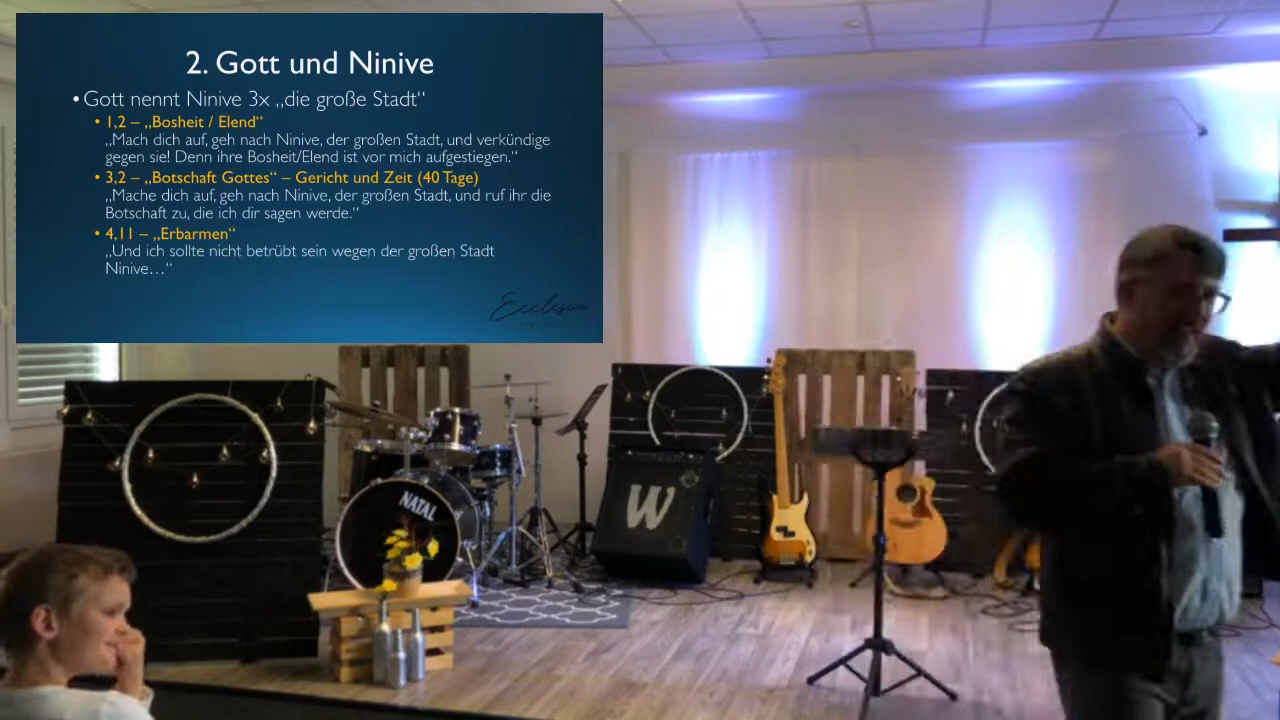 2. Gott und Ninive
• Gott nennt Ninive 3x „die große Stadt“
• 1,2 – „Bosheit / Elend“
„Mach dich auf, geh nach Ninive, der großen Stadt, und verkündige
gegen sie! Denn ihre Bosheit/Elend ist vor mich aufgestiegen.“
• 3,2 – „Botschaft Gottes“ – Gericht und Zeit (40 Tage)
„Mache dich auf, geh nach Ninive, der großen Stadt, und ruf ihr die
Botschaft zu, die ich dir sagen werde.“
• 4,11 – „Erbarmen“
„Und ich sollte nicht betrübt sein wegen der großen Stadt
Ninive…“
Ecclesia
NATAL
W